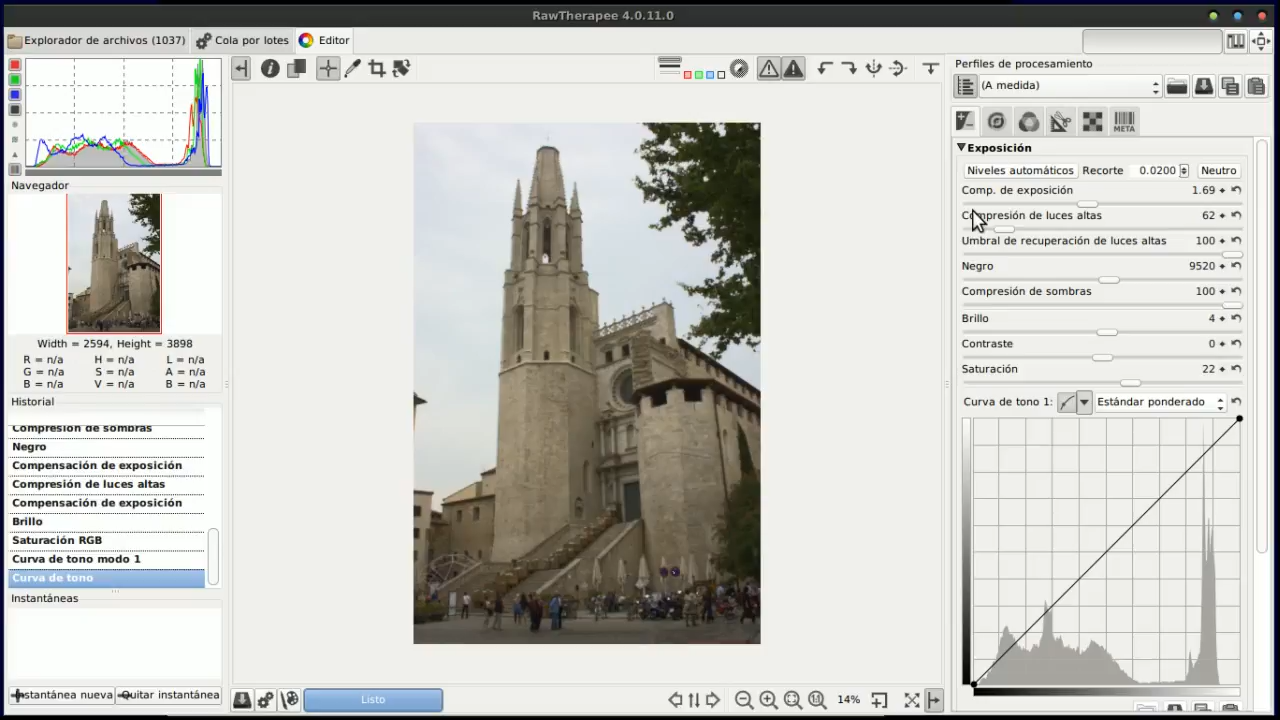 RawTherapee 4.0.11.0
Explorador de archivos (1037) Cola por lotes Editor
Perfiles de procesamiento
(A medida)
META
Exposición
Niveles automáticos Recorte 0.0200 Neutro
Comp. de exposición 1.69
Compresión de luces altas 62
Umbral de recuperación de luces altas 100
Negro 9520
Compresión de sombras 100
Brillo 4
Contraste 0
Saturación 22
Curva de tono 1: Estándar ponderado
Navegador
Width = 2594, Height = 3898
R = n/a H = n/a L = n/a
G = n/a S = n/a A = n/a
B = n/a V = n/a B = n/a
Historial
Compresión de sombras
Negro
Compensación de exposición
Compresión de luces altas
Compensación de exposición
Brillo
Saturación RGB
Curva de tono modo 1
Curva de tono
Instantáneas
Instantánea nueva Quitar instantánea
Listo
14%